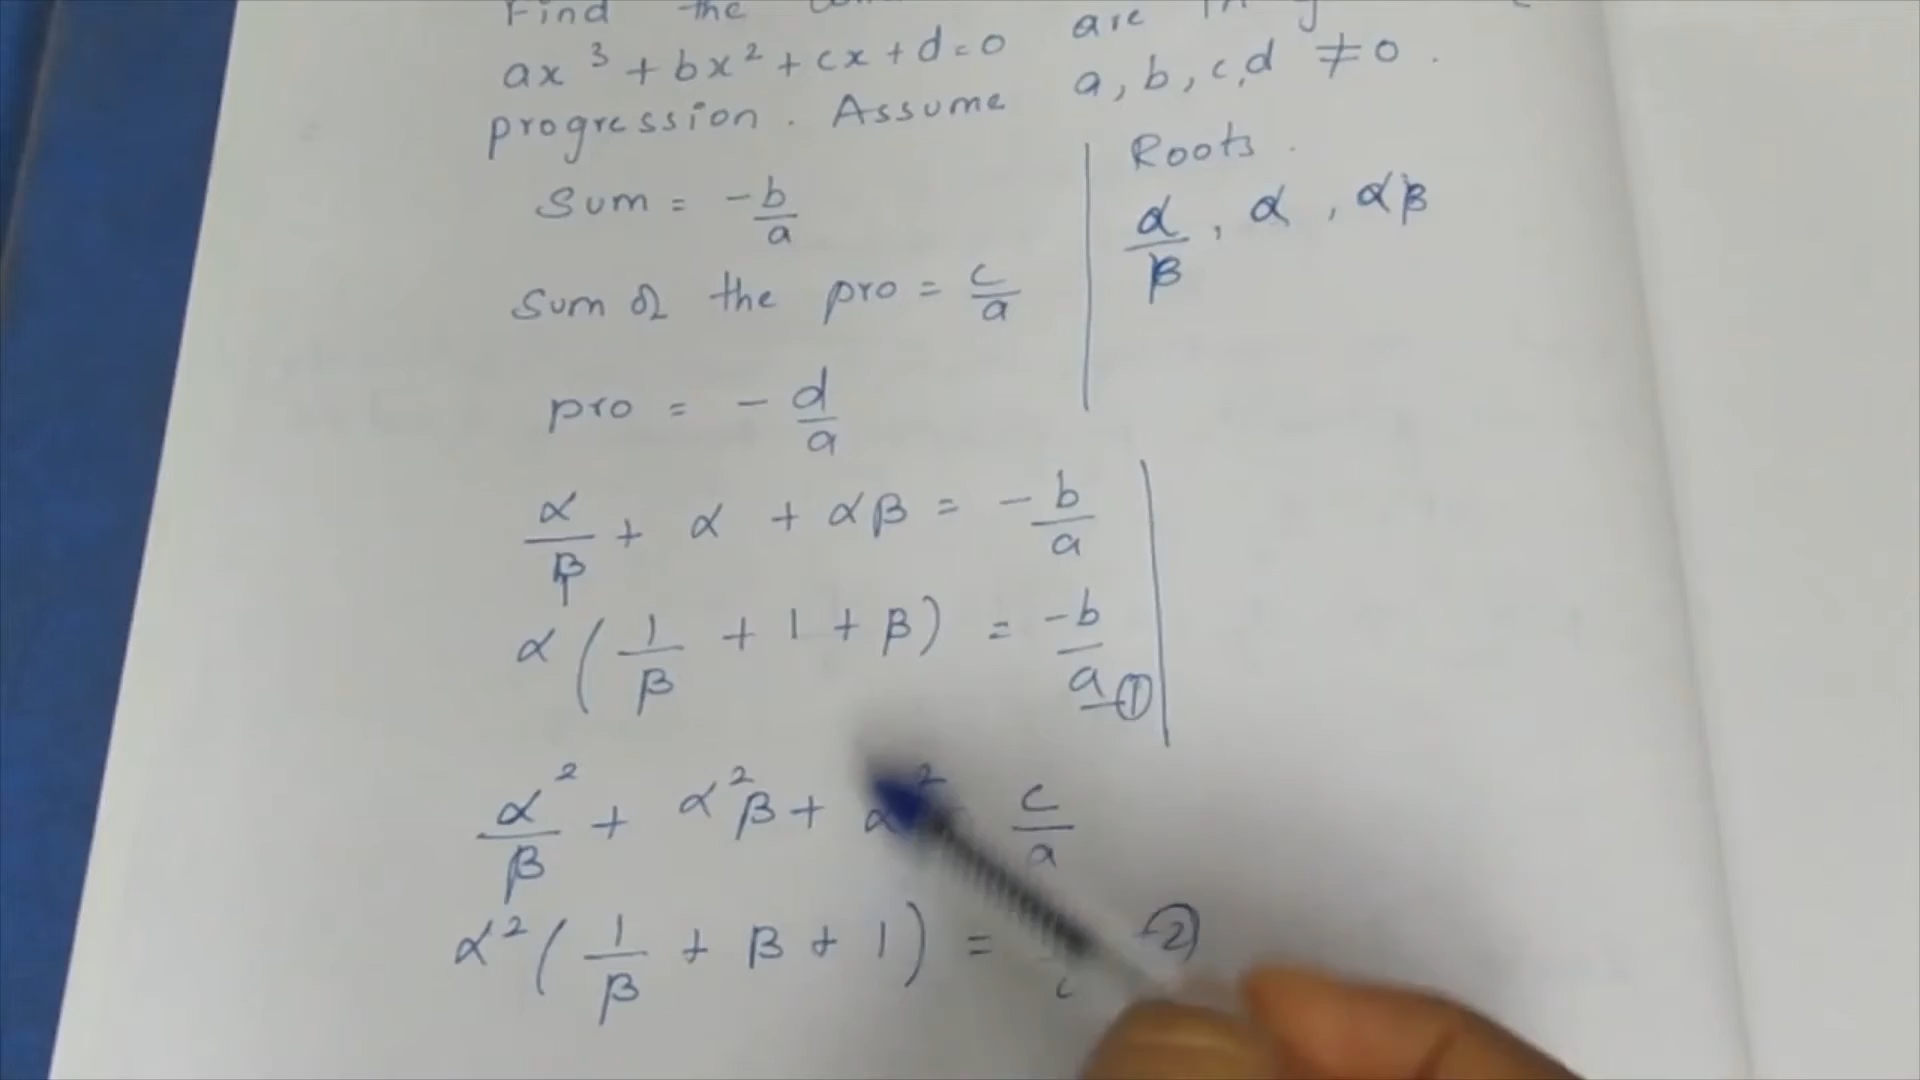 Find the
ax³ + bx² + cx + d = 0 are in
progression. Assume a, b, c, d ≠ 0.
Sum = -b/a
Sum of the pro = c/a
pro = - d/a
Roots.
α/β, α, αβ
α/β + α + αβ = - b/a
α(1/β + 1 + β) = -b/a —①
α²/β + α²β + α² c/a
α²(1/β + β + 1) = —②